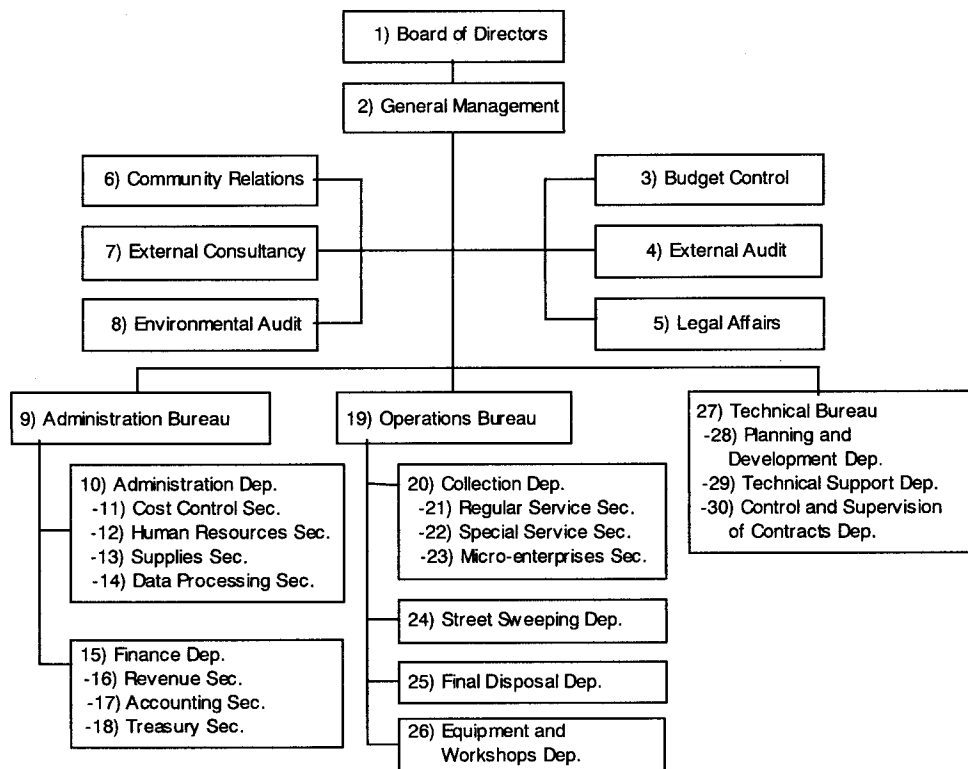 1) Board of Directors
2) General Management
6) Community Relations
3) Budget Control
7) External Consultancy
4) External Audit
8) Environmental Audit
5) Legal Affairs
9) Administration Bureau
10) Administration Dep.
-11) Cost Control Sec.
-12) Human Resources Sec.
-13) Supplies Sec.
-14) Data Processing Sec.
15) Finance Dep.
-16) Revenue Sec.
-17) Accounting Sec.
-18) Treasury Sec.
19) Operations Bureau
20) Collection Dep.
-21) Regular Service Sec.
-22) Special Service Sec.
-23) Micro-enterprises Sec.
24) Street Sweeping Dep.
25) Final Disposal Dep.
26) Equipment and
Workshops Dep.
27) Technical Bureau
-28) Planning and
Development Dep.
-29) Technical Support Dep.
-30) Control and Supervision
of Contracts Dep.